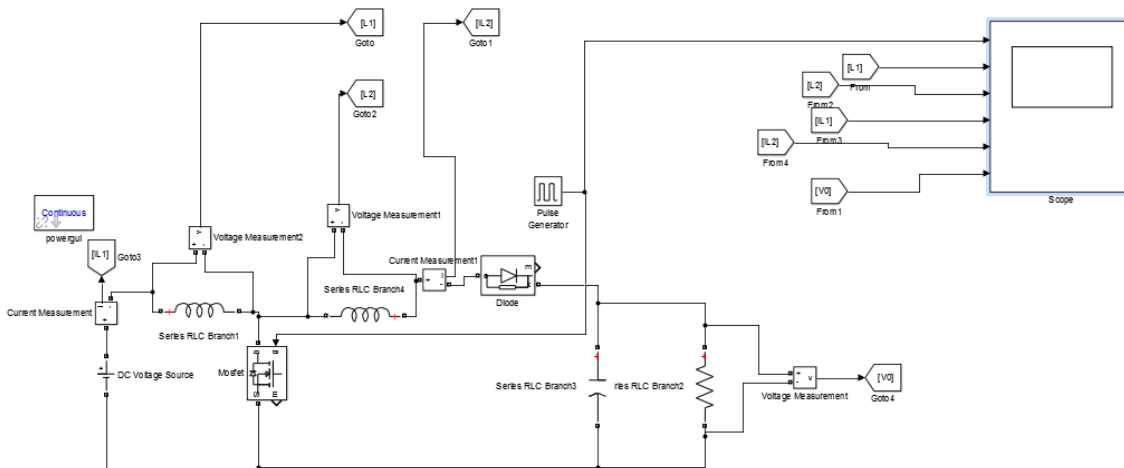 [L1]
Goto
[IL2]
Goto1
[L2]
Goto2
[L1]
From
[L2]
From2
[IL1]
From3
[IL2]
From4
[V0]
From1
Scope
Pulse
Generator
Continuous
powergui
[IL1]
Goto3
Voltage Measurement2
Voltage Measurement1
Current Measurement1
Current Measurement
Series RLC Branch1
Series RLC Branch4
Diode
m
DC Voltage Source
Mosfet
g
D
S
m
Series RLC Branch3
ries RLC Branch2
+
-
v
Voltage Measurement
[V0]
Goto4